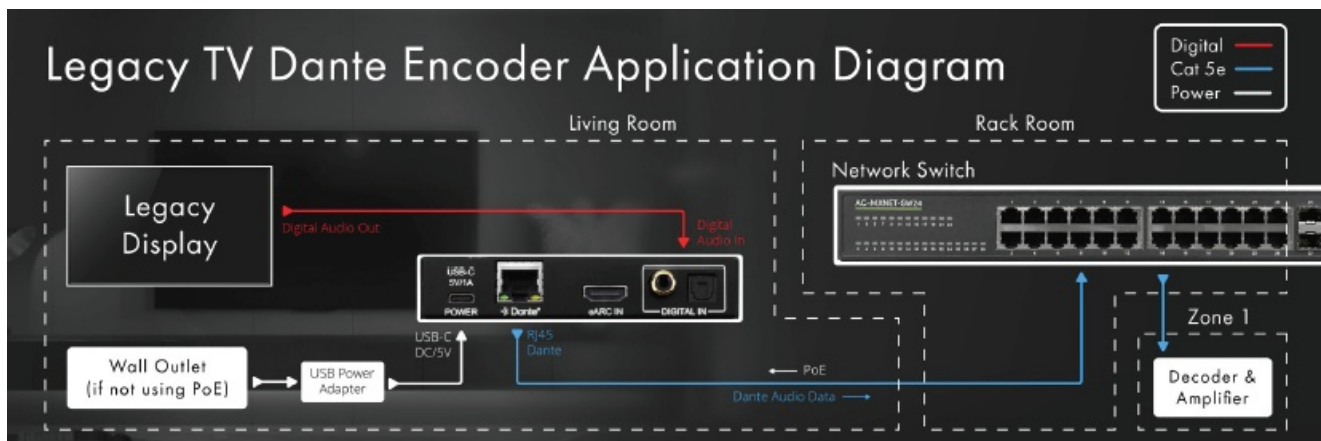 Legacy TV Dante Encoder Application Diagram
Digital
Cat 5e
Power
Living Room
Rack Room
Network Switch
AC-MXNET-SW24
Legacy
Display
Digital Audio Out
Digital
Audio In
USB-C
5V/1A
POWER
Dante®
eARC IN
DIGITAL IN
USB-C
DC/5V
RJ45
Dante
Wall Outlet
(if not using PoE)
USB Power
Adapter
PoE
Dante Audio Data
Zone 1
Decoder &
Amplifier